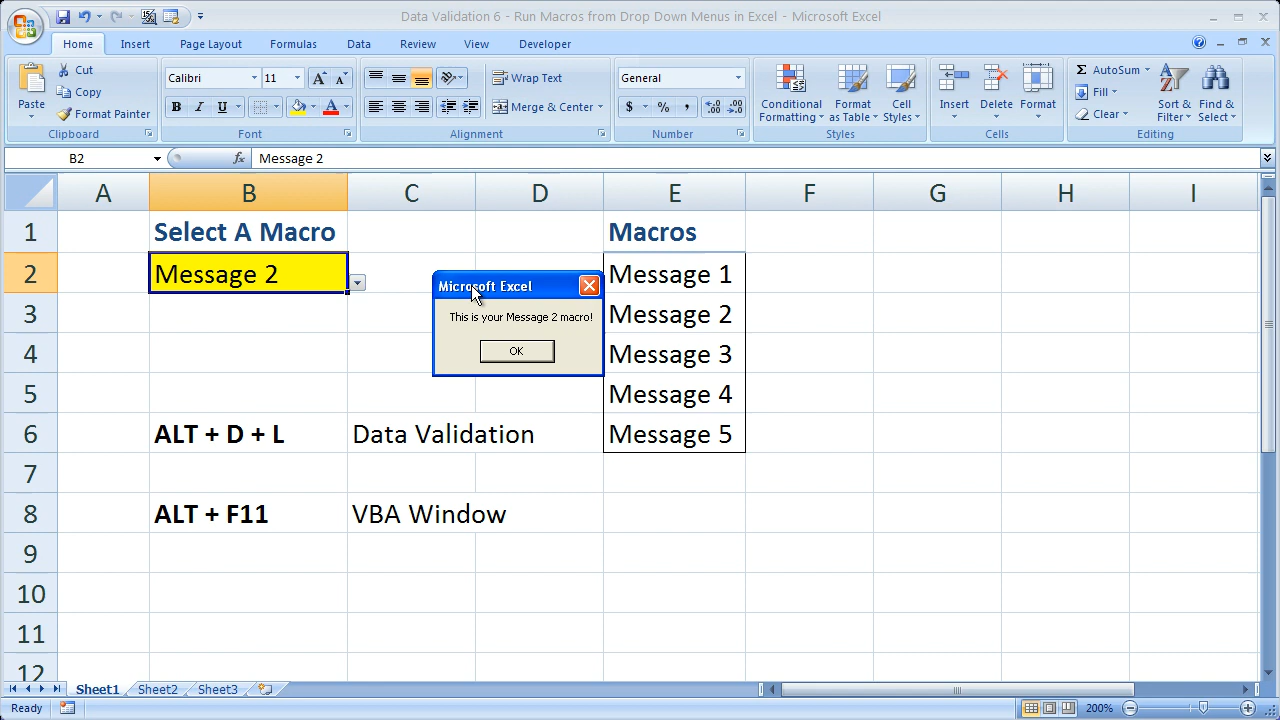 Data Validation 6 - Run Macros from Drop Down Menus in Excel - Microsoft Excel
Home Insert Page Layout Formulas Data Review View Developer
Paste
Cut
Copy
Format Painter
Clipboard
Calibri 11
B I U
Font
Wrap Text
Merge & Center
Alignment
General
$ % ,
Number
Conditional Formatting
Format as Table
Cell Styles
Styles
Insert Delete Format
Cells
AutoSum
Fill
Clear
Sort & Filter
Find & Select
Editing
B2 fx Message 2
A B C D E F G H I
1 Select A Macro Macros
2 Message 2 Message 1
Microsoft Excel
This is your Message 2 macro!
OK
3 Message 2
4 Message 3
5 Message 4
6 ALT + D + L Data Validation Message 5
7
8 ALT + F11 VBA Window
9
10
11
12
Sheet1 Sheet2 Sheet3
Ready 200%